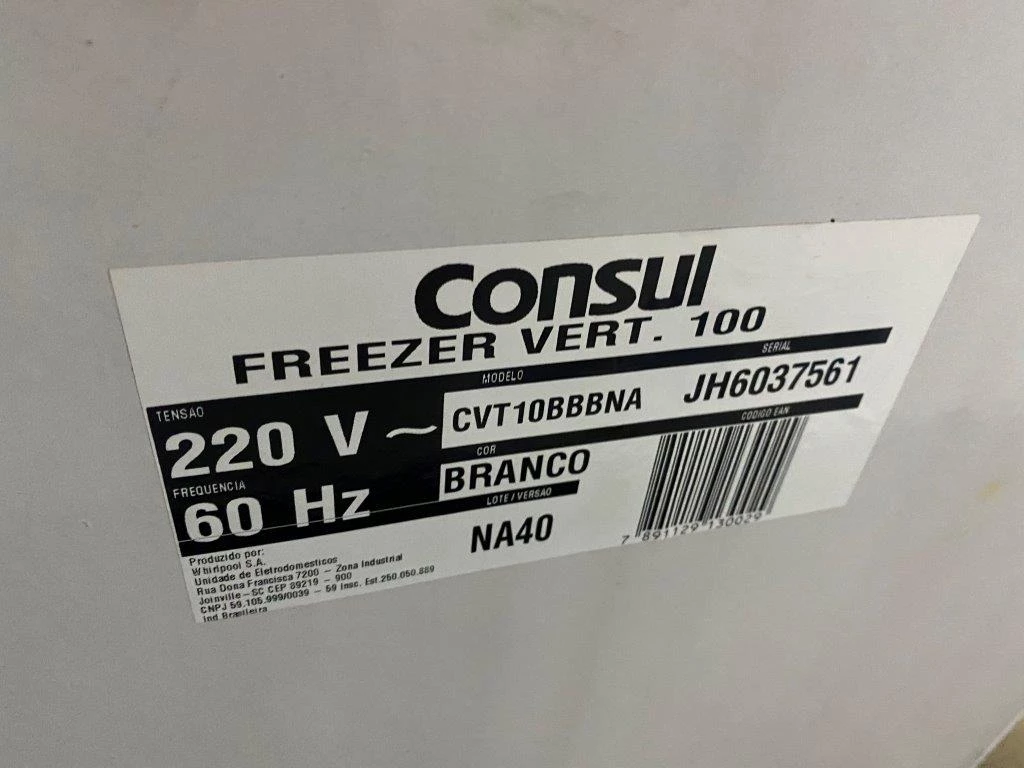 consul
FREEZER VERT. 100
TENSAO
220 V ~
FREQUENCIA
60 Hz
MODELO
CVT10BBBNA
SERIAL
JH6037561
COR
BRANCO
CODIGO EAN
7 891129 130029
LOTE / VERSAO
NA40
Produzido por:
Whirlpool S.A.
Unidade de Eletrodomesticos
Rua Dona Francisca 7200 - Zona Industrial
Joinville - SC CEP 89219 - 900
CNPJ 59.105.999/0039 - 59 Insc. Est.250.050.889
Ind Brasileira